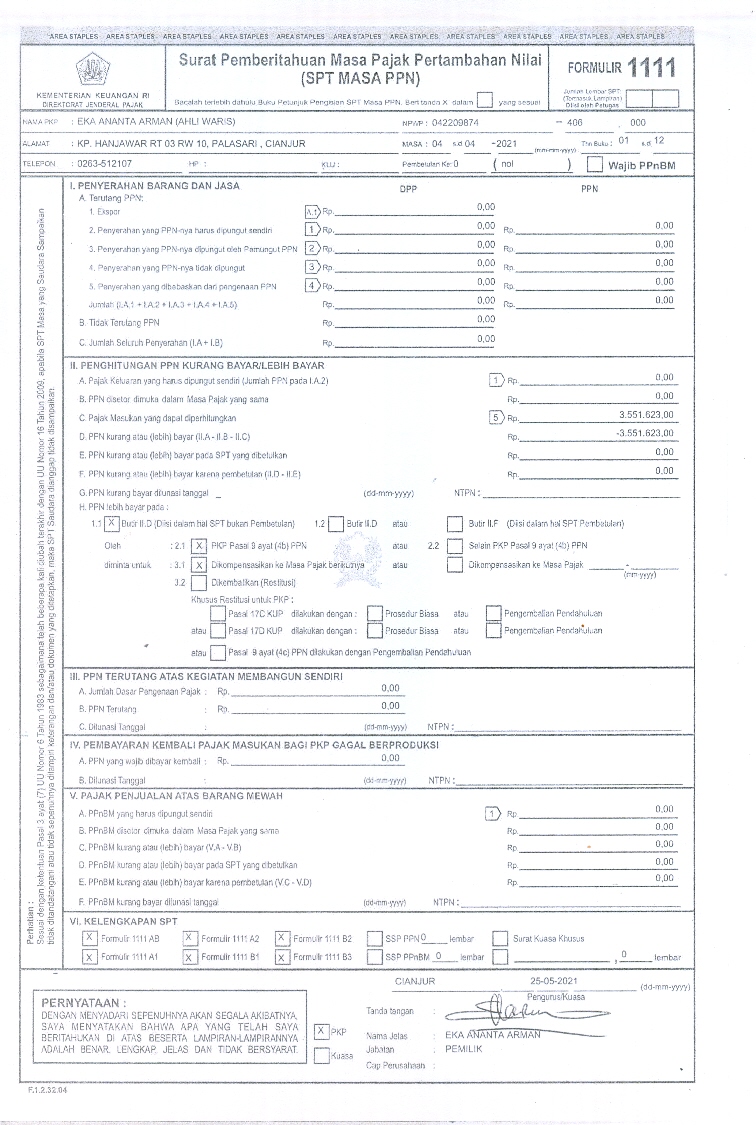 AREA STAPLES AREA STAPLES AREA STAPLES AREA STAPLES AREA STAPLES AREA STAPLES AREA STAPLES AREA STAPLES AREA STAPLES AREA STAPLES AREA STAPLES
KEMENTERIAN KEUANGAN RI
DIREKTORAT JENDERAL PAJAK
Surat Pemberitahuan Masa Pajak Pertambahan Nilai
(SPT MASA PPN)
Bacalah terlebih dahulu Buku Petunjuk Pengisian SPT Masa PPN. Beri tanda X dalam yang sesuai
FORMULIR 1111
Jumlah Lembar SPT:
(Termasuk Lampiran)
Diisi oleh Petugas
NAMA PKP : EKA ANANTA ARMAN (AHLI WARIS) NPWP : 042209874 – 406 . 000
ALAMAT : KP. HANJAWAR RT 03 RW 10, PALASARI , CIANJUR MASA : 04 s.d 04 -2021 (mm-mm-yyyy) Thn Buku : 01 s.d 12
TELEPON : 0263-512107 HP : KLU : Pembetulan Ke: 0 ( nol ) Wajib PPnBM
I. PENYERAHAN BARANG DAN JASA DPP PPN
A. Terutang PPN:
1. Ekspor A.1 Rp. 0,00
2. Penyerahan yang PPN-nya harus dipungut sendiri 1 Rp. 0,00 Rp. 0,00
3. Penyerahan yang PPN-nya dipungut oleh Pemungut PPN 2 Rp. 0,00 Rp. 0,00
4. Penyerahan yang PPN-nya tidak dipungut 3 Rp. 0,00 Rp. 0,00
5. Penyerahan yang dibebaskan dari pengenaan PPN 4 Rp. 0,00 Rp. 0,00
Jumlah (I.A.1 + I.A.2 + I.A.3 + I.A.4 + I.A.5) Rp. 0,00 Rp. 0,00
B. Tidak Terutang PPN Rp. 0,00
C. Jumlah Seluruh Penyerahan (I.A + I.B) Rp. 0,00
II. PENGHITUNGAN PPN KURANG BAYAR/LEBIH BAYAR
A. Pajak Keluaran yang harus dipungut sendiri (Jumlah PPN pada I.A.2) 1 Rp. 0,00
B. PPN disetor dimuka dalam Masa Pajak yang sama Rp. 0,00
C. Pajak Masukan yang dapat diperhitungkan 5 Rp. 3.551.623,00
D. PPN kurang atau (lebih) bayar (II.A - II.B - II.C) Rp. -3.551.623,00
E. PPN kurang atau (lebih) bayar pada SPT yang dibetulkan Rp. 0,00
F. PPN kurang atau (lebih) bayar karena pembetulan (II.D - II.E) Rp. 0,00
G. PPN kurang bayar dilunasi tanggal _ (dd-mm-yyyy) NTPN :
H. PPN lebih bayar pada :
1.1 X Butir II.D (Diisi dalam hal SPT bukan Pembetulan) 1.2 Butir II.D atau Butir II.F (Diisi dalam hal SPT Pembetulan)
Oleh : 2.1 X PKP Pasal 9 ayat (4b) PPN atau 2.2 Selain PKP Pasal 9 ayat (4b) PPN
diminta untuk : 3.1 X Dikompensasikan ke Masa Pajak berikutnya atau Dikompensasikan ke Masa Pajak - (mm-yyyy)
3.2 Dikembalikan (Restitusi)
Khusus Restitusi untuk PKP :
Pasal 17C KUP dilakukan dengan : Prosedur Biasa atau Pengembalian Pendahuluan
atau Pasal 17D KUP dilakukan dengan : Prosedur Biasa atau Pengembalian Pendahuluan
atau Pasal 9 ayat (4c) PPN dilakukan dengan Pengembalian Pendahuluan
III. PPN TERUTANG ATAS KEGIATAN MEMBANGUN SENDIRI
A. Jumlah Dasar Pengenaan Pajak : Rp. 0,00
B. PPN Terutang : Rp. 0,00
C. Dilunasi Tanggal : (dd-mm-yyyy) NTPN :
IV. PEMBAYARAN KEMBALI PAJAK MASUKAN BAGI PKP GAGAL BERPRODUKSI
A. PPN yang wajib dibayar kembali : Rp. 0,00
B. Dilunasi Tanggal : (dd-mm-yyyy) NTPN :
V. PAJAK PENJUALAN ATAS BARANG MEWAH
A. PPnBM yang harus dipungut sendiri 1 Rp 0,00
B. PPnBM disetor dimuka dalam Masa Pajak yang sama Rp. 0,00
C. PPnBM kurang atau (lebih) bayar (V.A - V.B) Rp. 0,00
D. PPnBM kurang atau (lebih) bayar pada SPT yang dibetulkan Rp. 0,00
E. PPnBM kurang atau (lebih) bayar karena pembetulan (V.C - V.D) Rp. 0,00
F. PPnBM kurang bayar dilunasi tanggal (dd-mm-yyyy) NTPN :
VI. KELENGKAPAN SPT
X Formulir 1111 AB X Formulir 1111 A2 X Formulir 1111 B2 SSP PPN 0 lembar Surat Kuasa Khusus
X Formulir 1111 A1 X Formulir 1111 B1 X Formulir 1111 B3 SSP PPnBM 0 lembar , 0 lembar
Perhatian :
Sesuai dengan ketentuan Pasal 3 ayat (7) UU Nomor 6 Tahun 1983 sebagaimana telah beberapa kali diubah terakhir dengan UU Nomor 16 Tahun 2009, apabila SPT Masa yang Saudara Sampaikan
tidak ditandatangani atau tidak sepenuhnya dilampiri keterangan dan/atau dokumen yang ditetapkan, maka SPT Saudara dianggap tidak disampaikan.
PERNYATAAN :
DENGAN MENYADARI SEPENUHNYA AKAN SEGALA AKIBATNYA,
SAYA MENYATAKAN BAHWA APA YANG TELAH SAYA
BERITAHUKAN DI ATAS BESERTA LAMPIRAN-LAMPIRANNYA
ADALAH BENAR, LENGKAP, JELAS DAN TIDAK BERSYARAT.
X PKP
Kuasa
CIANJUR 25-05-2021 (dd-mm-yyyy)
Pengurus/Kuasa
Tanda tangan :
Nama Jelas : EKA ANANTA ARMAN
Jabatan : PEMILIK
Cap Perusahaan :
F.1.2.32.04